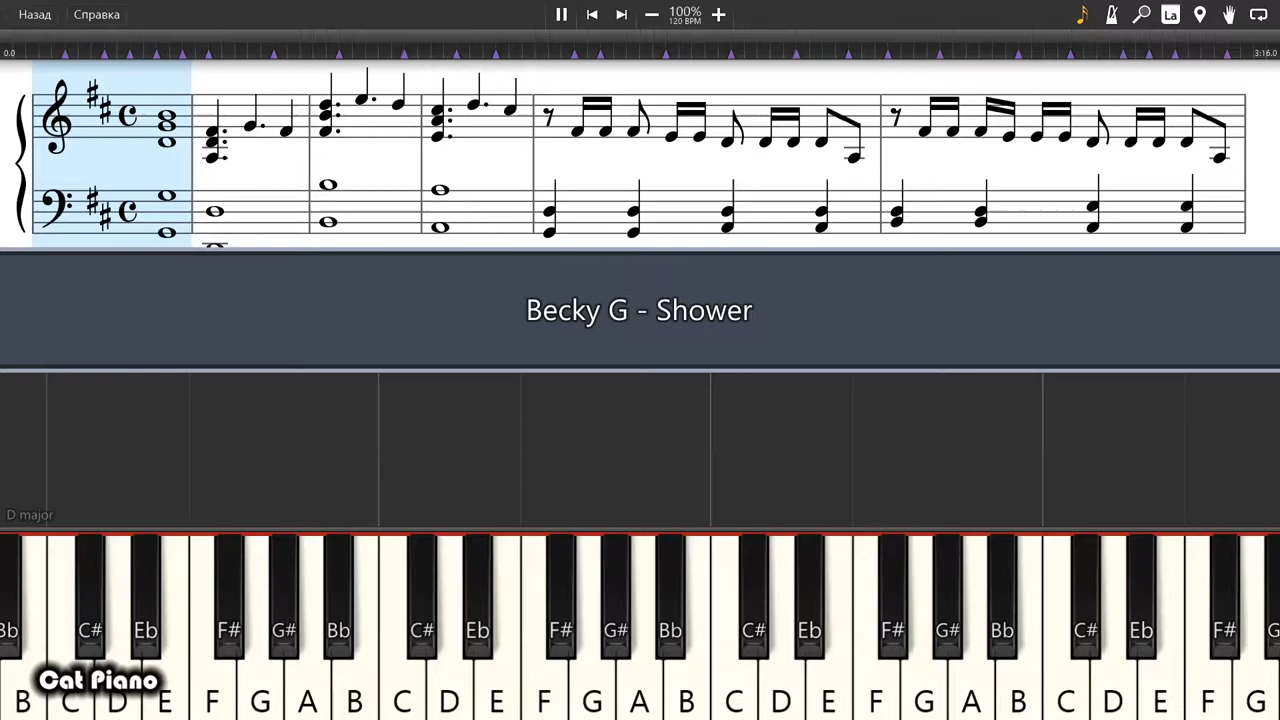 Назад Справка 100% La
120 BPM
0.0 3:16.0
Becky G - Shower
D major
Bb C# Eb F# G# Bb C# Eb F# G# Bb C# Eb F# G# Bb C# Eb F# G
Cat Piano
B C D E F G A B C D E F G A B C D E F G A B C D E F G